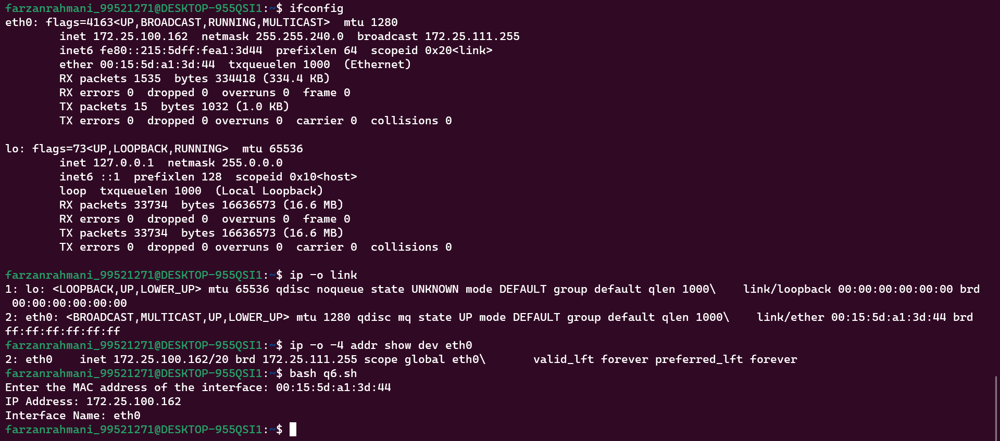 farzanrahmani_99521271@DESKTOP-955QSI1:~$ ifconfig
eth0: flags=4163<UP,BROADCAST,RUNNING,MULTICAST>  mtu 1280
        inet 172.25.100.162  netmask 255.255.240.0  broadcast 172.25.111.255
        inet6 fe80::215:5dff:fea1:3d44  prefixlen 64  scopeid 0x20<link>
        ether 00:15:5d:a1:3d:44  txqueuelen 1000  (Ethernet)
        RX packets 1535  bytes 334418 (334.4 KB)
        RX errors 0  dropped 0  overruns 0  frame 0
        TX packets 15  bytes 1032 (1.0 KB)
        TX errors 0  dropped 0 overruns 0  carrier 0  collisions 0

lo: flags=73<UP,LOOPBACK,RUNNING>  mtu 65536
        inet 127.0.0.1  netmask 255.0.0.0
        inet6 ::1  prefixlen 128  scopeid 0x10<host>
        loop  txqueuelen 1000  (Local Loopback)
        RX packets 33734  bytes 16636573 (16.6 MB)
        RX errors 0  dropped 0  overruns 0  frame 0
        TX packets 33734  bytes 16636573 (16.6 MB)
        TX errors 0  dropped 0 overruns 0  carrier 0  collisions 0

farzanrahmani_99521271@DESKTOP-955QSI1:~$ ip -o link
1: lo: <LOOPBACK,UP,LOWER_UP> mtu 65536 qdisc noqueue state UNKNOWN mode DEFAULT group default qlen 1000\    link/loopback 00:00:00:00:00:00 brd
 00:00:00:00:00:00
2: eth0: <BROADCAST,MULTICAST,UP,LOWER_UP> mtu 1280 qdisc mq state UP mode DEFAULT group default qlen 1000\    link/ether 00:15:5d:a1:3d:44 brd
ff:ff:ff:ff:ff:ff
farzanrahmani_99521271@DESKTOP-955QSI1:~$ ip -o -4 addr show dev eth0
2: eth0    inet 172.25.100.162/20 brd 172.25.111.255 scope global eth0\       valid_lft forever preferred_lft forever
farzanrahmani_99521271@DESKTOP-955QSI1:~$ bash q6.sh
Enter the MAC address of the interface: 00:15:5d:a1:3d:44
IP Address: 172.25.100.162
Interface Name: eth0
farzanrahmani_99521271@DESKTOP-955QSI1:~$